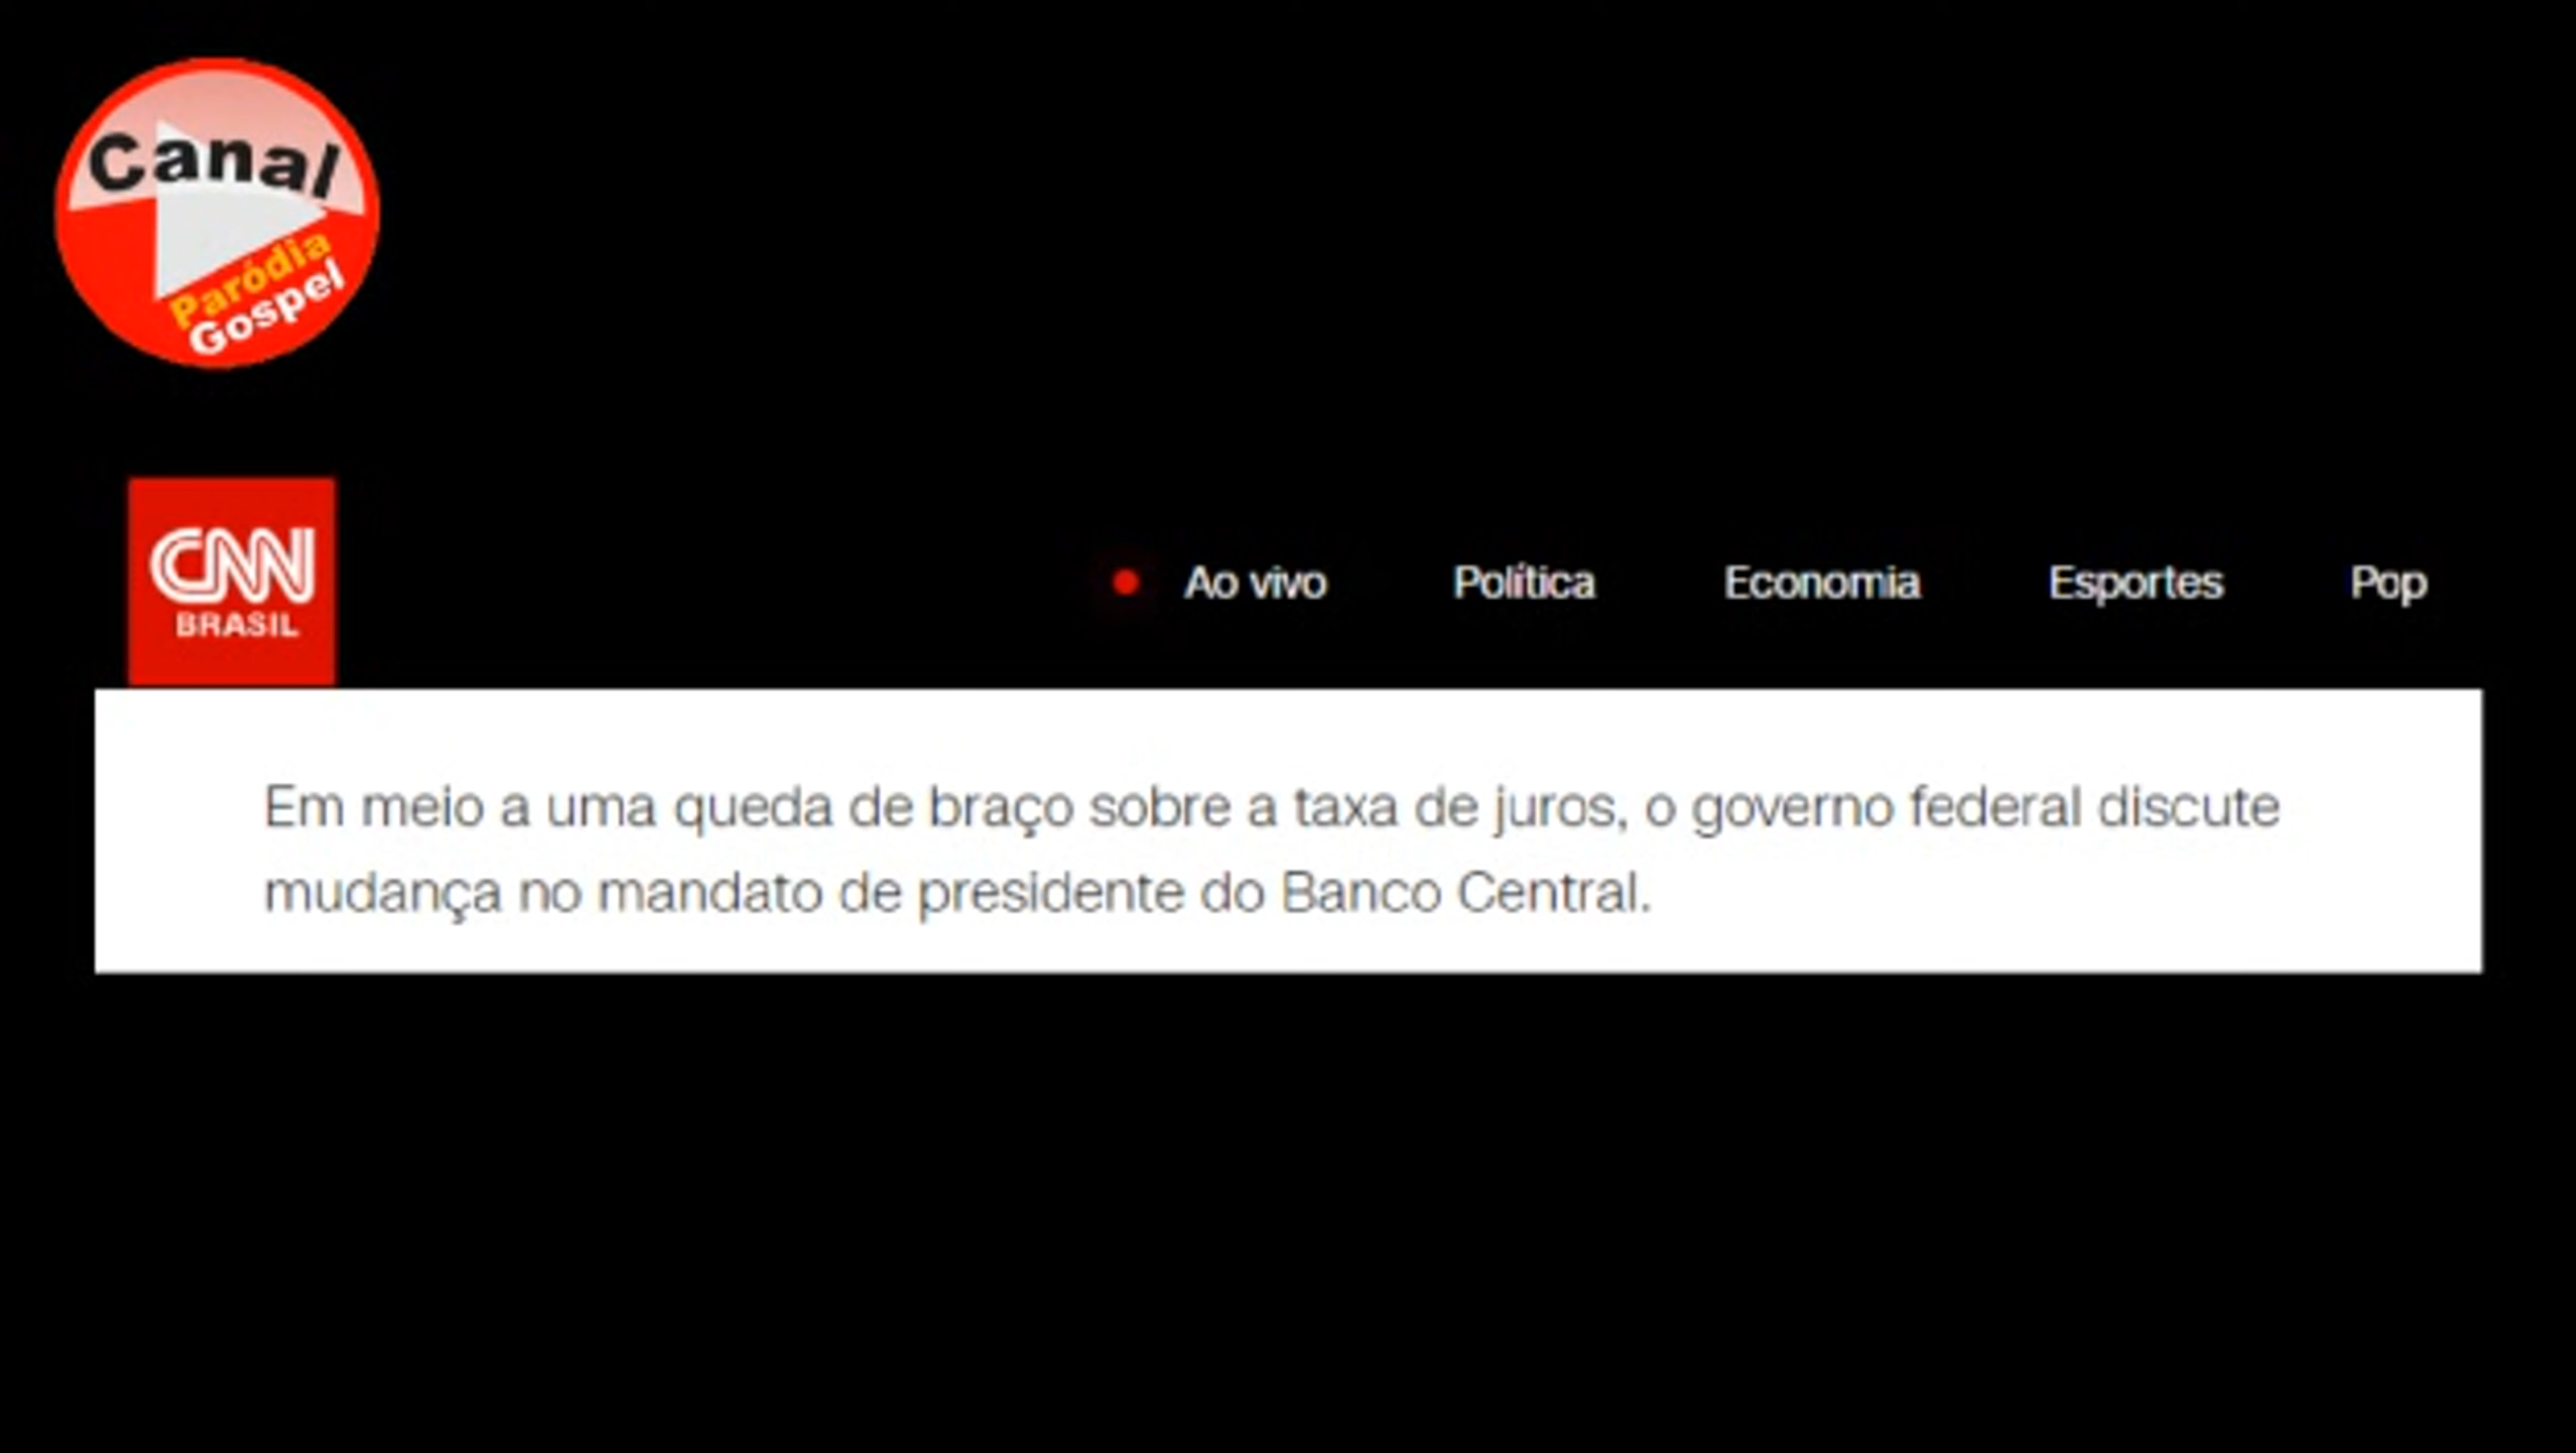 Canal
Paródia
Gospel
CNN
BRASIL
Ao vivo Política Economia Esportes Pop
Em meio a uma queda de braço sobre a taxa de juros, o governo federal discute
mudança no mandato de presidente do Banco Central.